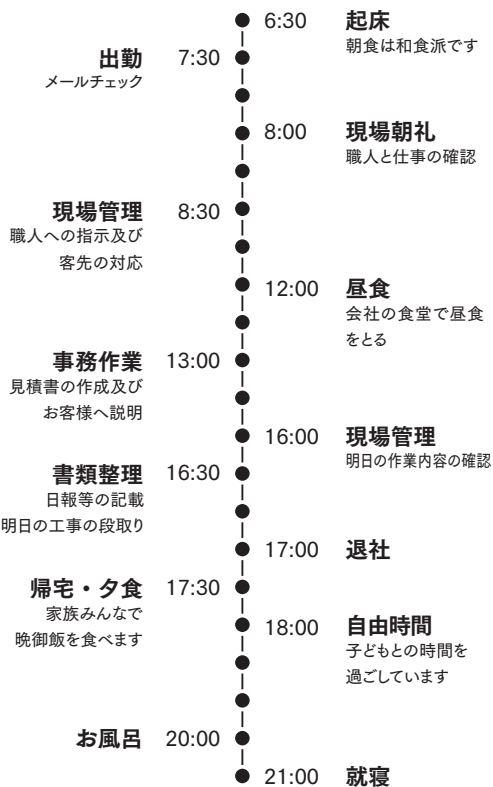 6:30 起床
朝食は和食派です
出勤 7:30
メールチェック
8:00 現場朝礼
職人と仕事の確認
現場管理 8:30
職人への指示及び
客先の対応
12:00 昼食
会社の食堂で昼食
をとる
事務作業 13:00
見積書の作成及び
お客様へ説明
16:00 現場管理
明日の作業内容の確認
書類整理 16:30
日報等の記載
明日の工事の段取り
17:00 退社
帰宅・夕食 17:30
家族みんなで
晩御飯を食べます
18:00 自由時間
子どもとの時間を
過ごしています
お風呂 20:00
21:00 就寝